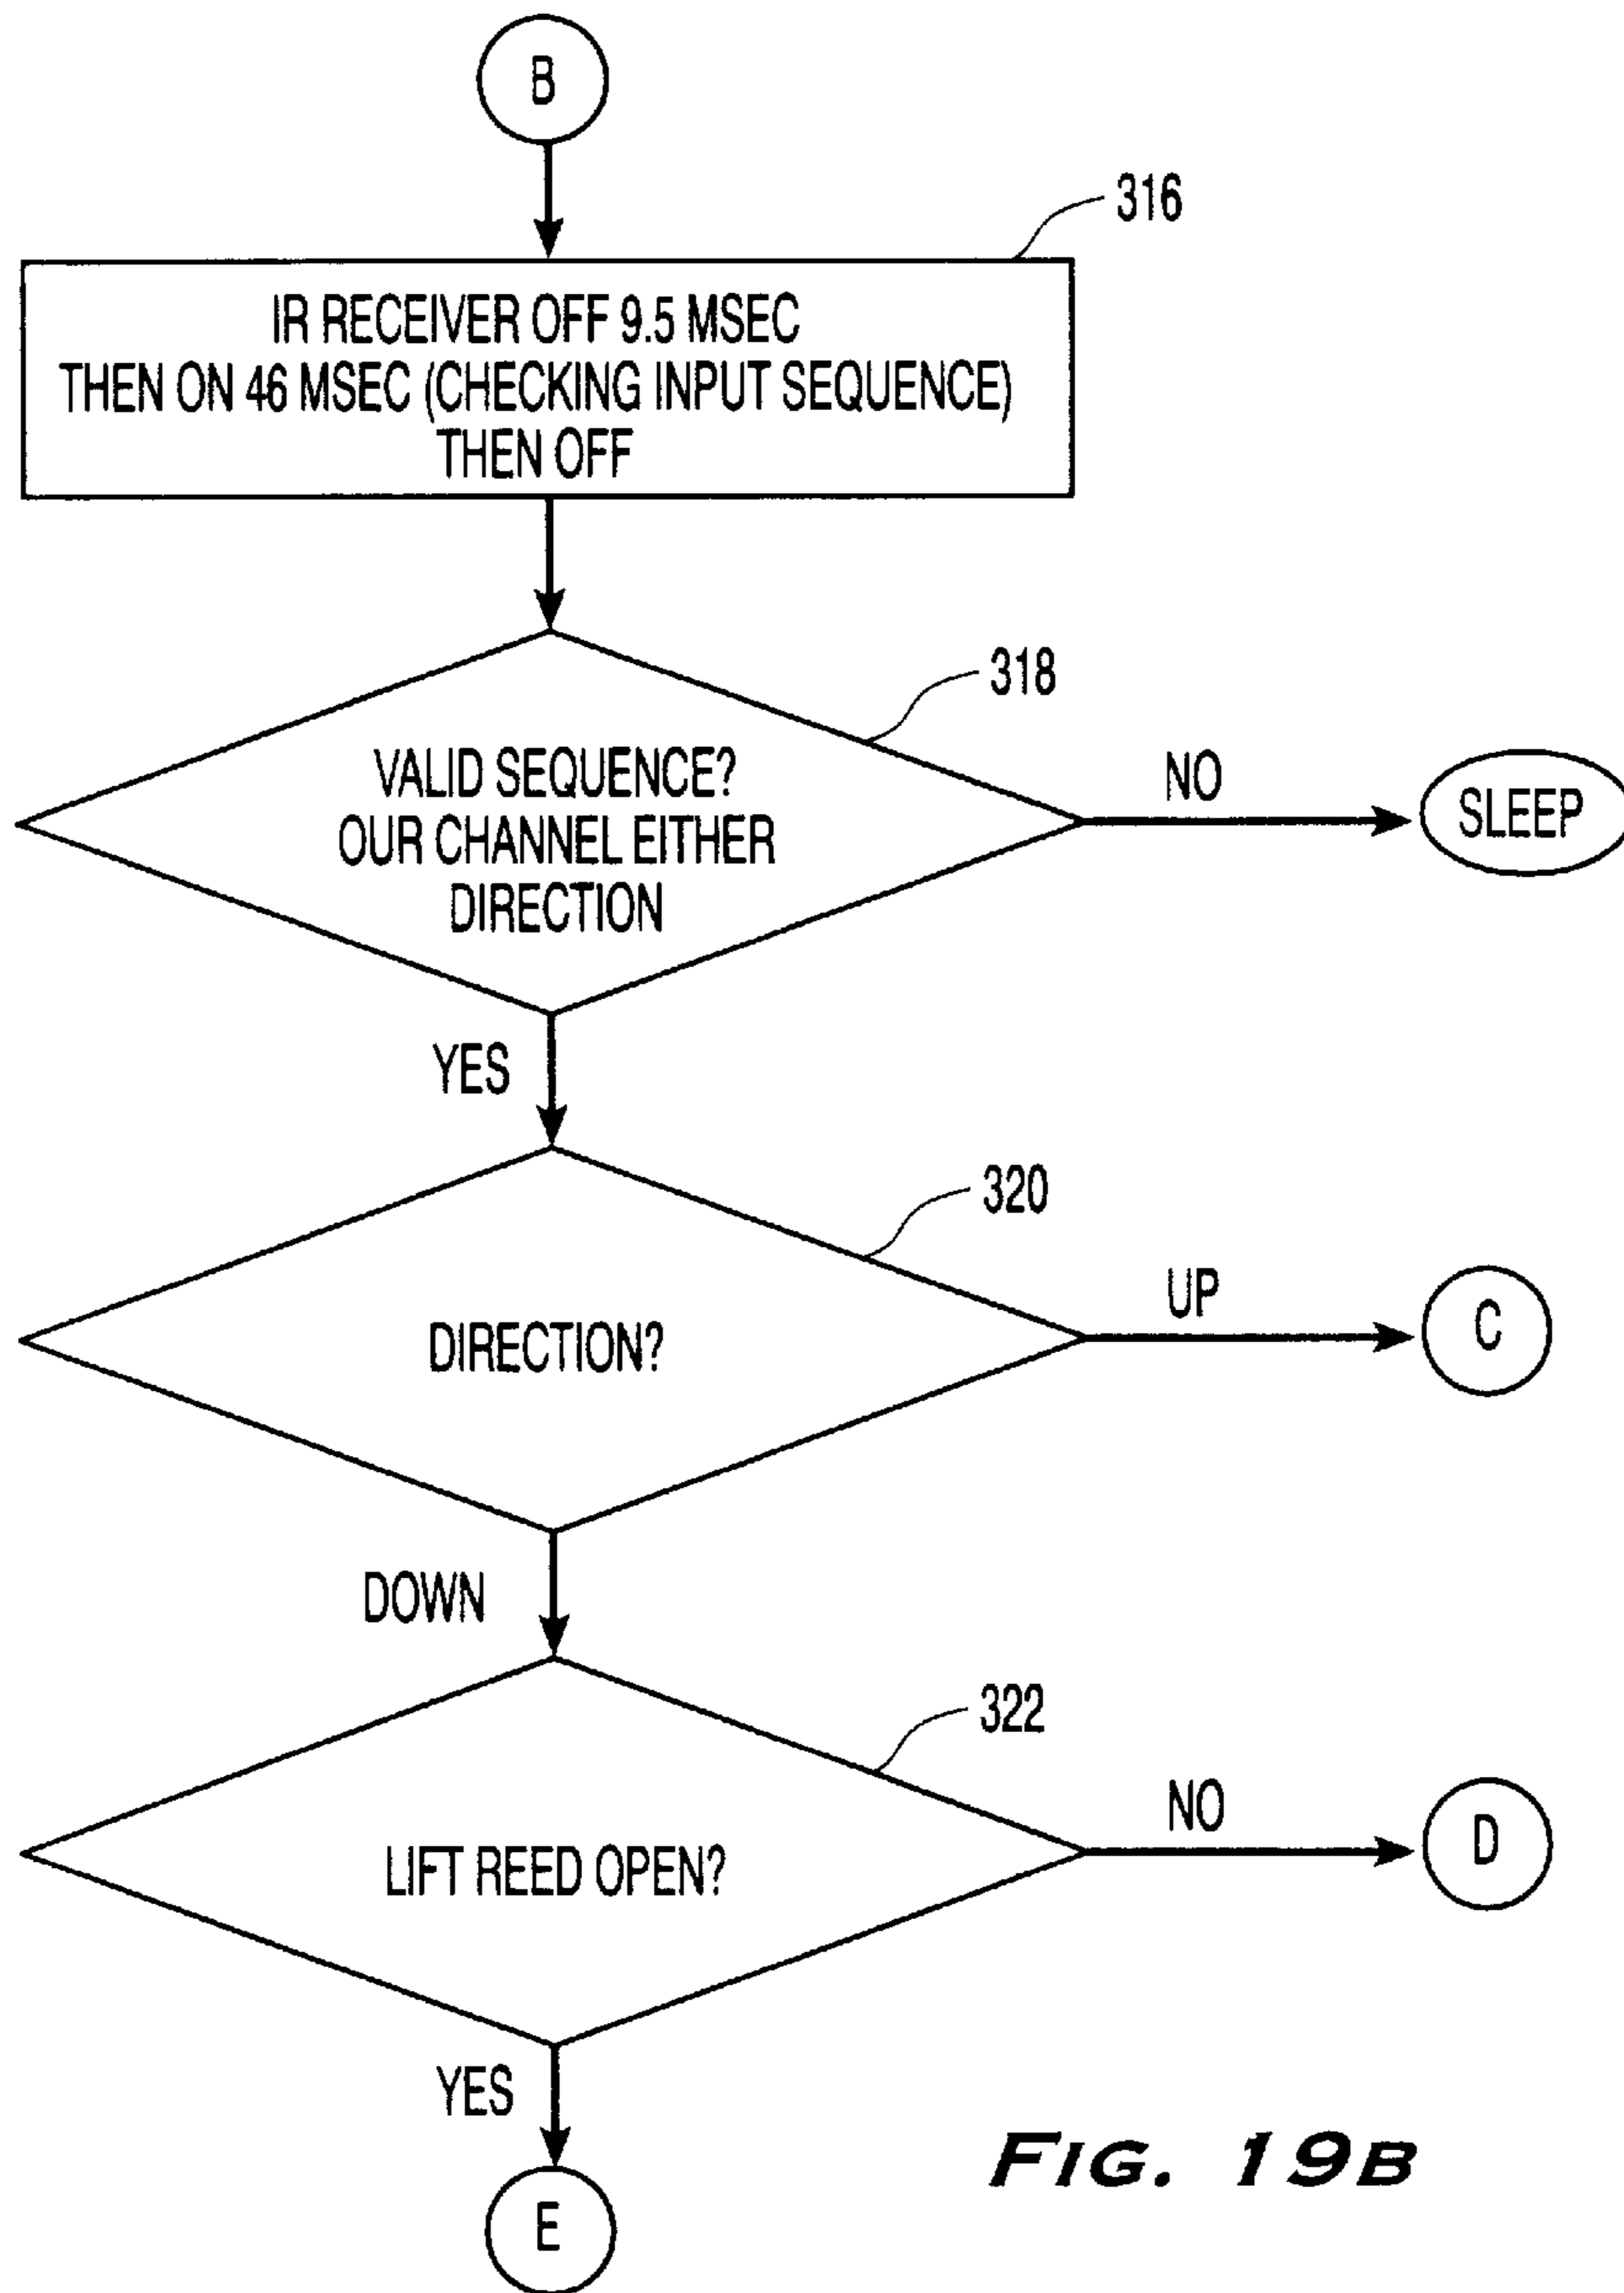 B
316
IR RECEIVER OFF 9.5 MSEC
THEN ON 46 MSEC (CHECKING INPUT SEQUENCE)
THEN OFF
318
VALID SEQUENCE?
OUR CHANNEL EITHER
DIRECTION
NO
SLEEP
YES
320
DIRECTION?
UP
C
DOWN
322
LIFT REED OPEN?
NO
D
YES
E
FIG. 19B